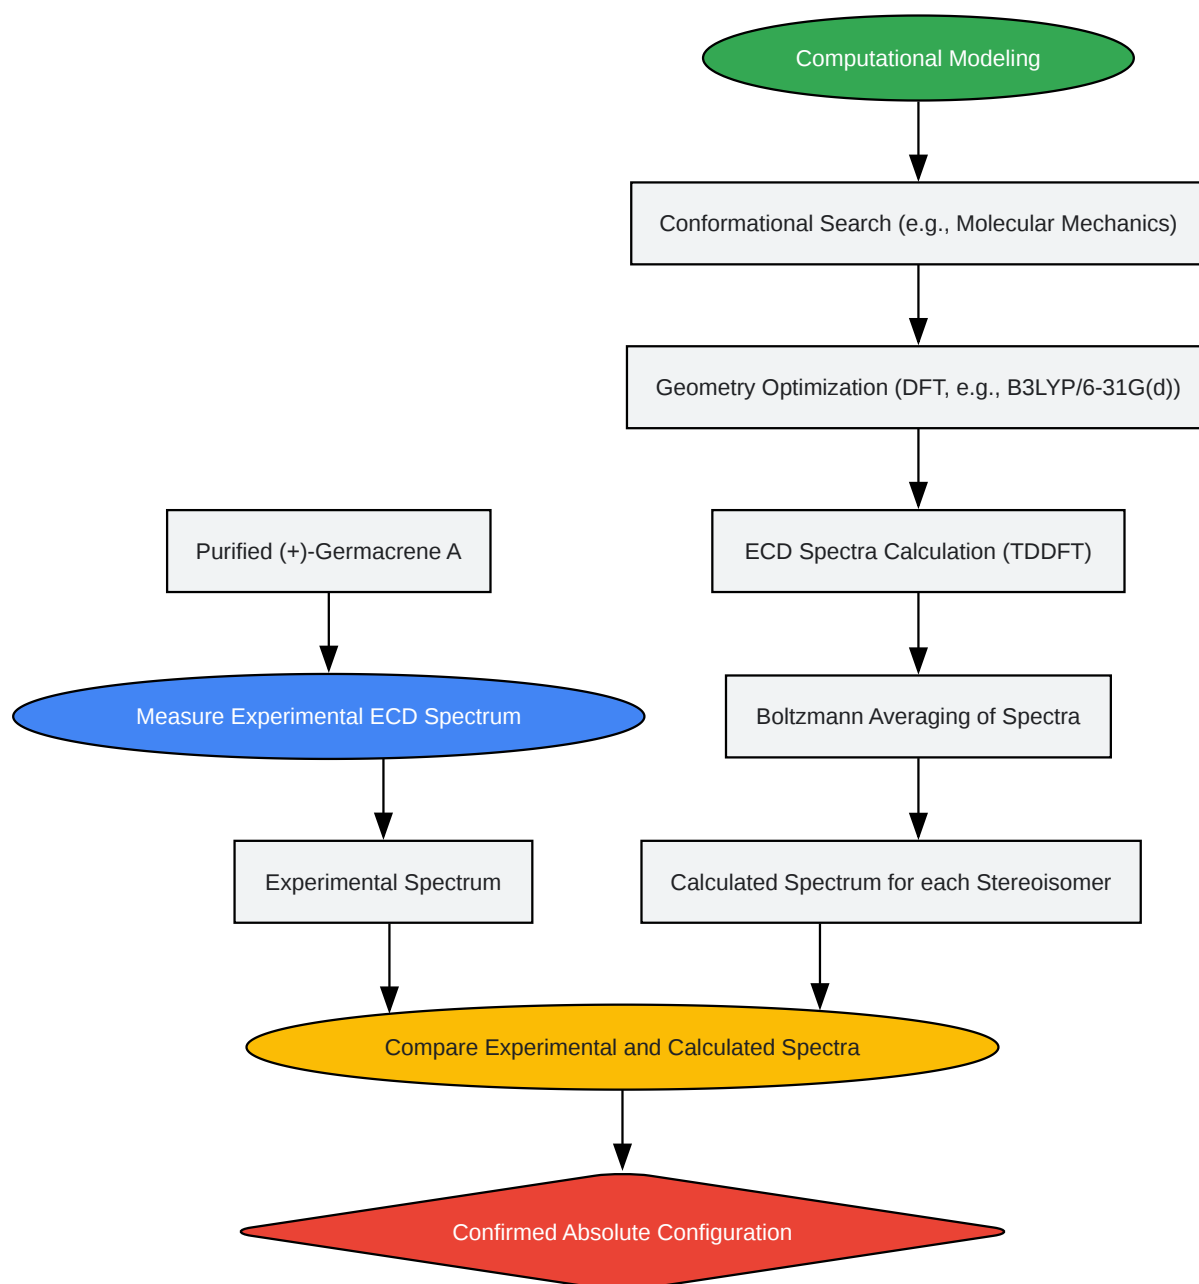 Computational Modeling
Conformational Search (e.g., Molecular Mechanics)
Geometry Optimization (DFT, e.g., B3LYP/6-31G(d))
Purified (+)-Germacrene A
ECD Spectra Calculation (TDDFT)
Measure Experimental ECD Spectrum
Boltzmann Averaging of Spectra
Experimental Spectrum
Calculated Spectrum for each Stereoisomer
Compare Experimental and Calculated Spectra
Confirmed Absolute Configuration